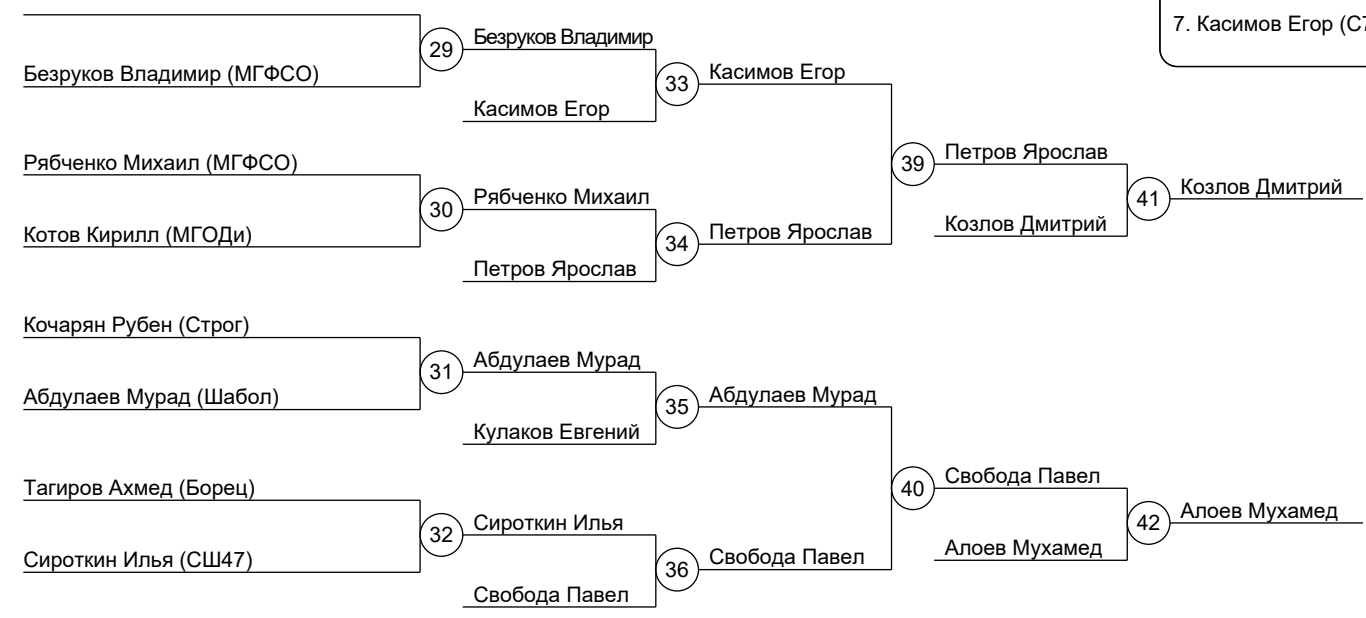 7. Касимов Егор (С7
29
Безруков Владимир
Безруков Владимир (МГФСО)
33
Касимов Егор
Касимов Егор
Рябченко Михаил (МГФСО)
39
Петров Ярослав
30
Рябченко Михаил
41
Козлов Дмитрий
Котов Кирилл (МГОДи)
34
Петров Ярослав
Козлов Дмитрий
Петров Ярослав
Кочарян Рубен (Строг)
31
Абдулаев Мурад
Абдулаев Мурад (Шабол)
35
Абдулаев Мурад
Кулаков Евгений
Тагиров Ахмед (Борец)
40
Свобода Павел
32
Сироткин Илья
42
Алоев Мухамед
Сироткин Илья (СШ47)
36
Свобода Павел
Алоев Мухамед
Свобода Павел